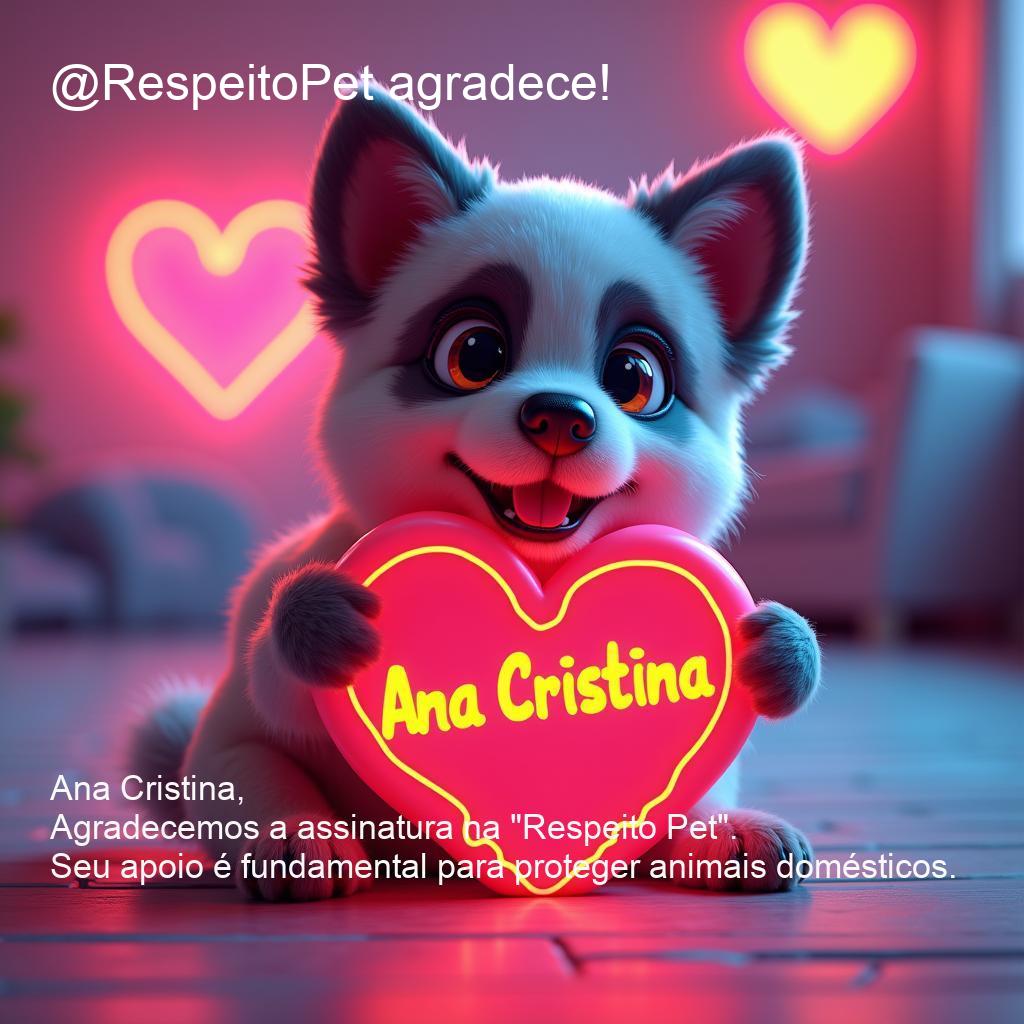 @RespeitoPet agradece!
Ana Cristina
Ana Cristina,
Agradecemos a assinatura na "Respeito Pet".
Seu apoio é fundamental para proteger animais domésticos.